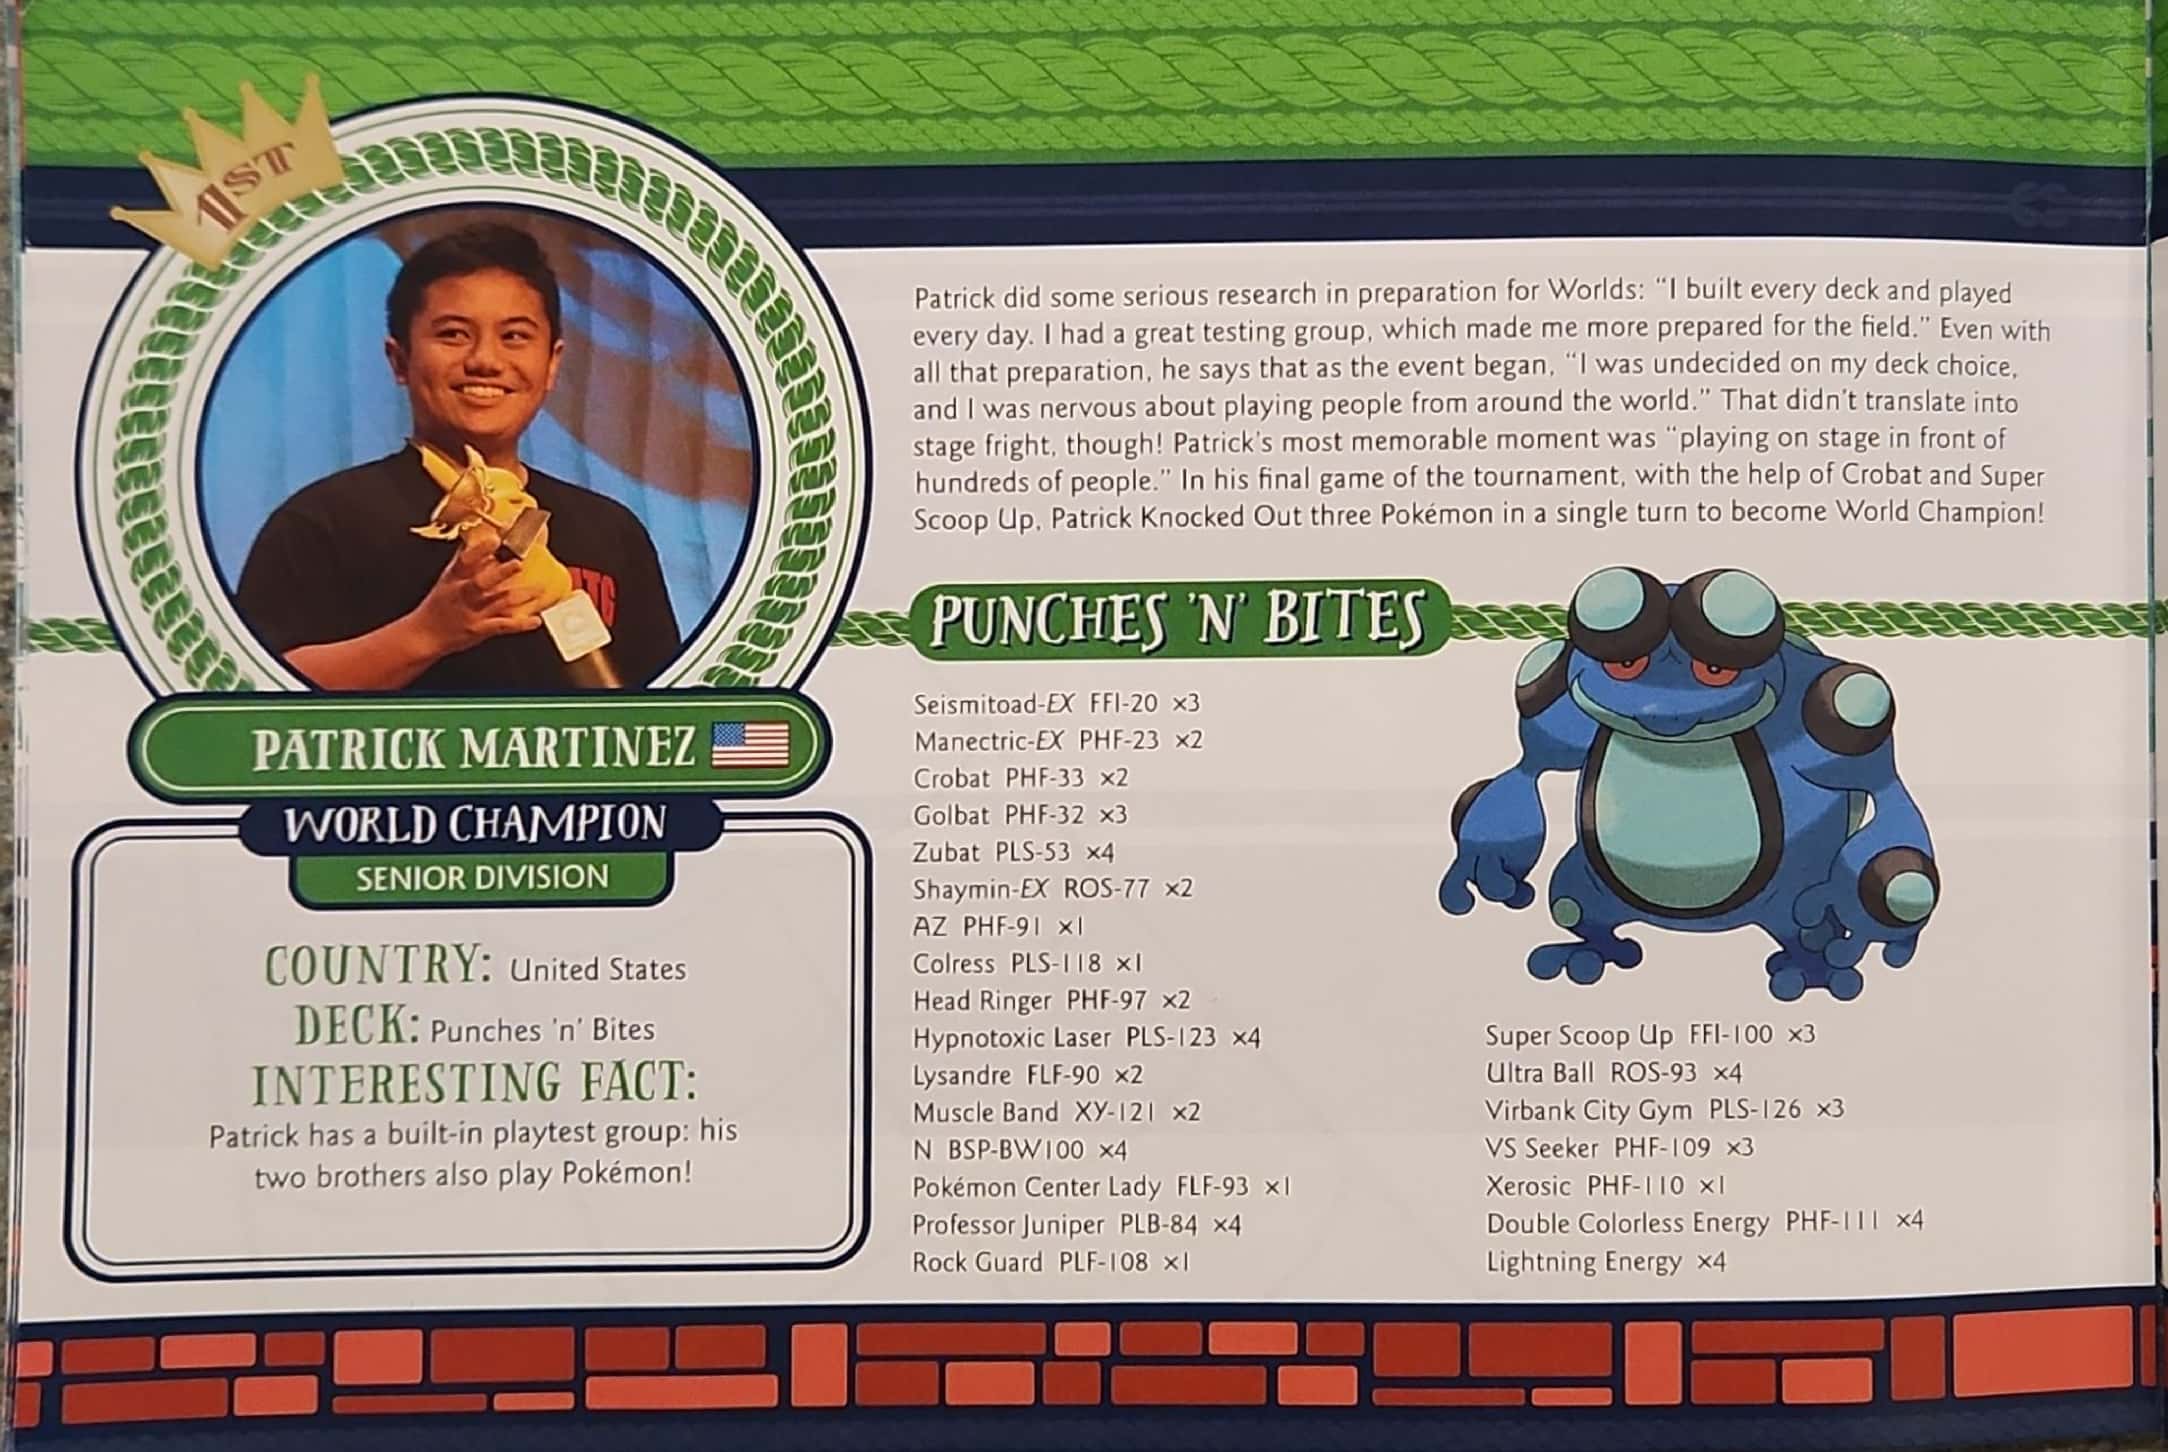 1ST
PATRICK MARTINEZ
WORLD CHAMPION
SENIOR DIVISION
COUNTRY: United States
DECK: Punches 'n' Bites
INTERESTING FACT:
Patrick has a built-in playtest group: his
two brothers also play Pokémon!
Patrick did some serious research in preparation for Worlds: “I built every deck and played
every day. I had a great testing group, which made me more prepared for the field.” Even with
all that preparation, he says that as the event began, “I was undecided on my deck choice,
and I was nervous about playing people from around the world.” That didn't translate into
stage fright, though! Patrick's most memorable moment was “playing on stage in front of
hundreds of people.” In his final game of the tournament, with the help of Crobat and Super
Scoop Up, Patrick Knocked Out three Pokémon in a single turn to become World Champion!
PUNCHES 'N' BITES
Seismitoad-EX FFI-20 ×3
Manectric-EX PHF-23 ×2
Crobat PHF-33 ×2
Golbat PHF-32 ×3
Zubat PLS-53 ×4
Shaymin-EX ROS-77 ×2
AZ PHF-91 ×1
Colress PLS-118 ×1
Head Ringer PHF-97 ×2
Hypnotoxic Laser PLS-123 ×4
Lysandre FLF-90 ×2
Muscle Band XY-121 ×2
N BSP-BW100 ×4
Pokémon Center Lady FLF-93 ×1
Professor Juniper PLB-84 ×4
Rock Guard PLF-108 ×1
Super Scoop Up FFI-100 ×3
Ultra Ball ROS-93 ×4
Virbank City Gym PLS-126 ×3
VS Seeker PHF-109 ×3
Xerosic PHF-110 ×1
Double Colorless Energy PHF-111 ×4
Lightning Energy ×4